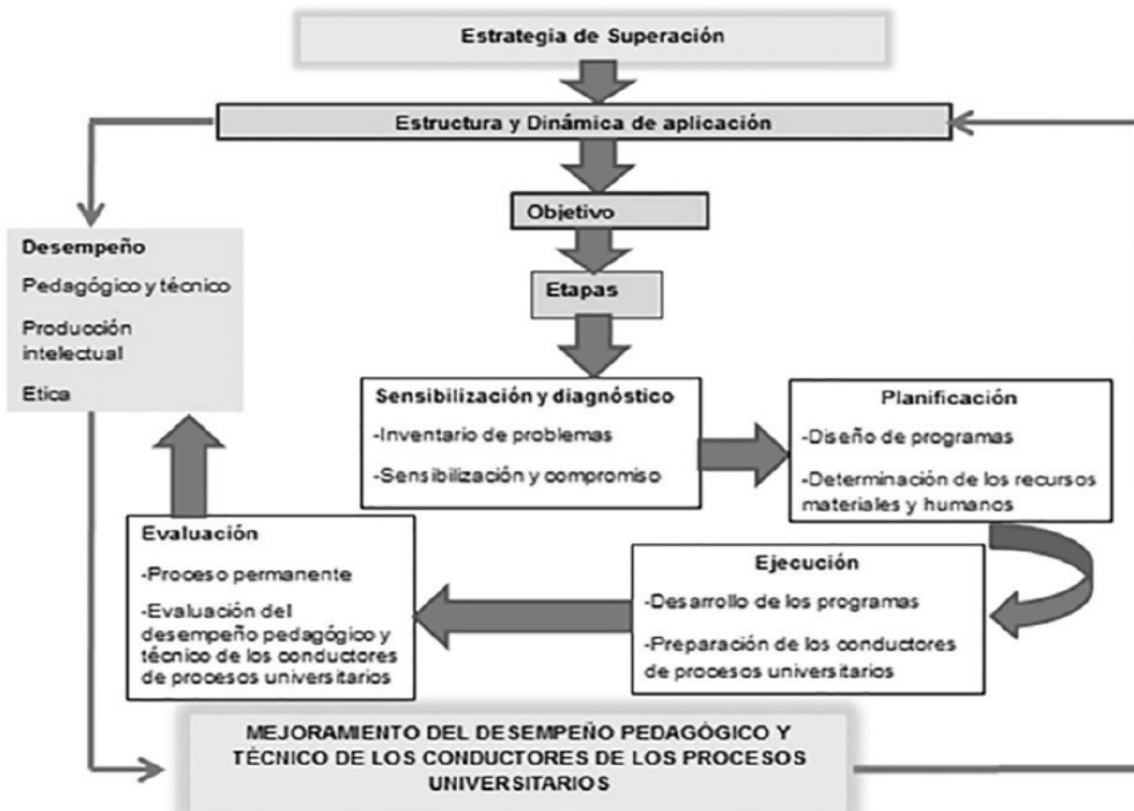 Estrategia de Superación
Estructura y Dinámica de aplicación
Objetivo
Etapas
Desempeño
Pedagógico y técnico
Producción
intelectual
Etica
Sensibilización y diagnóstico
-Inventario de problemas
-Sensibilización y compromiso
Planificación
-Diseño de programas
-Determinación de los recursos
materiales y humanos
Ejecución
-Desarrollo de los programas
-Preparación de los conductores
de procesos universitarios
Evaluación
-Proceso permanente
-Evaluación del
desempeño pedagógico y
técnico de los conductores
de procesos universitarios
MEJORAMIENTO DEL DESEMPEÑO PEDAGÓGICO Y
TÉCNICO DE LOS CONDUCTORES DE LOS PROCESOS
UNIVERSITARIOS